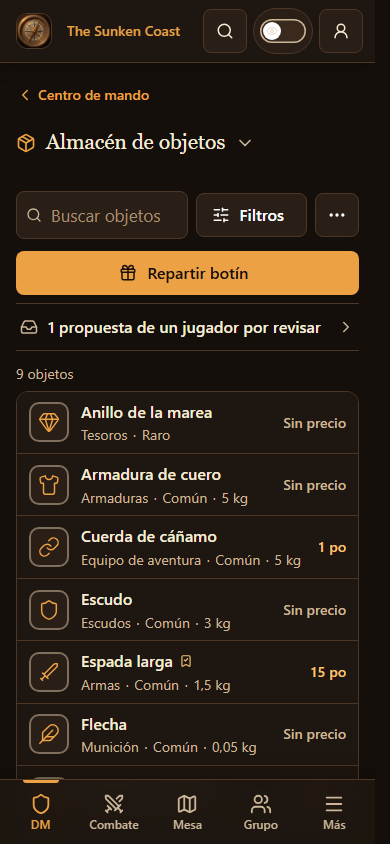 The Sunken Coast
Centro de mando
Almacén de objetos
Buscar objetos
Filtros
Repartir botín
1 propuesta de un jugador por revisar
9 objetos
Anillo de la marea
Tesoros · Raro
Sin precio
Armadura de cuero
Armaduras · Común · 5 kg
Sin precio
Cuerda de cáñamo
Equipo de aventura · Común · 5 kg
1 po
Escudo
Escudos · Común · 3 kg
Sin precio
Espada larga
Armas · Común · 1,5 kg
15 po
Flecha
Munición · Común · 0,05 kg
Sin precio
DM
Combate
Mesa
Grupo
Más